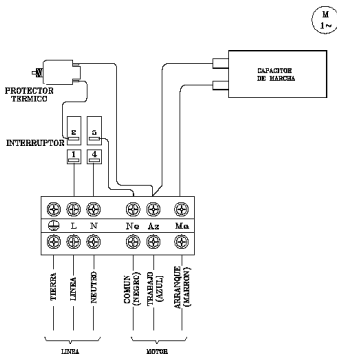 M
1~
CAPACITOR
DE MARCHA
PROTECTOR
TERMICO
INTERRUPTOR
2 3
1 4
L N Ne Az Ma
TIERRA
LINEA
NEUTRO
COMUN
(NEGRO)
TRABAJO
(AZUL)
ARRANQUE
(MARRON)
LINEA
MOTOR